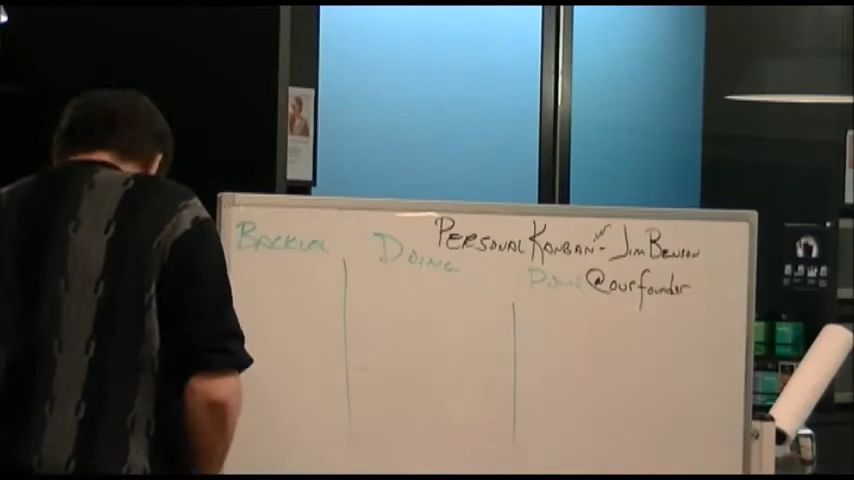 PERSONAL KANBAN - JIM BENSON
BACKLOG DOING
DONE @ourfounder